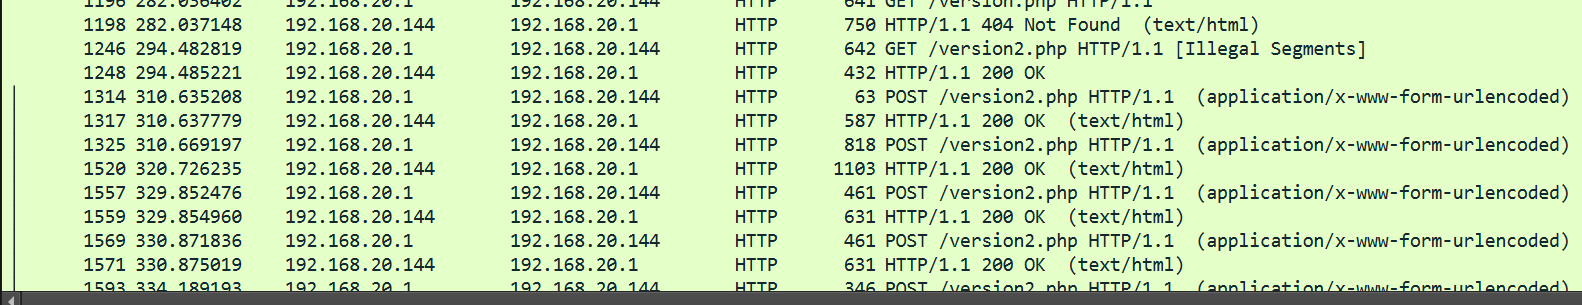 1196 282.036402 192.168.20.1 192.168.20.144 HTTP 641 GET /version.php HTTP/1.1
1198 282.037148 192.168.20.144 192.168.20.1 HTTP 750 HTTP/1.1 404 Not Found (text/html)
1246 294.482819 192.168.20.1 192.168.20.144 HTTP 642 GET /version2.php HTTP/1.1 [Illegal Segments]
1248 294.485221 192.168.20.144 192.168.20.1 HTTP 432 HTTP/1.1 200 OK
1314 310.635208 192.168.20.1 192.168.20.144 HTTP 63 POST /version2.php HTTP/1.1 (application/x-www-form-urlencoded)
1317 310.637779 192.168.20.144 192.168.20.1 HTTP 587 HTTP/1.1 200 OK (text/html)
1325 310.669197 192.168.20.1 192.168.20.144 HTTP 818 POST /version2.php HTTP/1.1 (application/x-www-form-urlencoded)
1520 320.726235 192.168.20.144 192.168.20.1 HTTP 1103 HTTP/1.1 200 OK (text/html)
1557 329.852476 192.168.20.1 192.168.20.144 HTTP 461 POST /version2.php HTTP/1.1 (application/x-www-form-urlencoded)
1559 329.854960 192.168.20.144 192.168.20.1 HTTP 631 HTTP/1.1 200 OK (text/html)
1569 330.871836 192.168.20.1 192.168.20.144 HTTP 461 POST /version2.php HTTP/1.1 (application/x-www-form-urlencoded)
1571 330.875019 192.168.20.144 192.168.20.1 HTTP 631 HTTP/1.1 200 OK (text/html)
1593 334.189193 192.168.20.1 192.168.20.144 HTTP 346 POST /version2.php HTTP/1.1 (application/x-www-form-urlencoded)